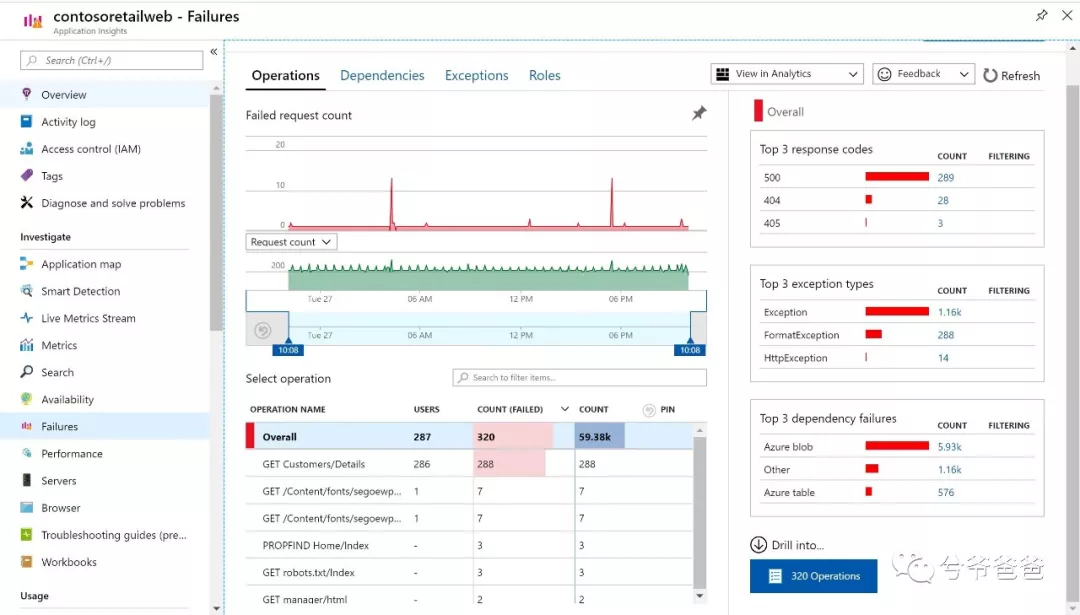 contosoretailweb - Failures
Application Insights
Search (Ctrl+/)
«
Overview
Activity log
Access control (IAM)
Tags
Diagnose and solve problems
Investigate
Application map
Smart Detection
Live Metrics Stream
Metrics
Search
Availability
Failures
Performance
Servers
Browser
Troubleshooting guides (pre...
Workbooks
Usage
Operations Dependencies Exceptions Roles
View in Analytics
Feedback
Refresh
Failed request count
20
10
0
Request count
200
Tue 27 06 AM 12 PM 06 PM
Tue 27 06 AM 12 PM 06 PM
10:08 10:08
Select operation
Search to filter items...
OPERATION NAME USERS COUNT (FAILED) COUNT PIN
Overall 287 320 59.38k
GET Customers/Details 286 288 288
GET /Content/fonts/segoewp... 1 7 7
GET /Content/fonts/segoewp... 1 7 7
PROPFIND Home/Index - 3 3
GET robots.txt/Index - 3 3
GET manager/html - 2 2
Overall
Top 3 response codes
COUNT FILTERING
500 289
404 28
405 3
Top 3 exception types
COUNT FILTERING
Exception 1.16k
FormatException 288
HttpException 14
Top 3 dependency failures
COUNT FILTERING
Azure blob 5.93k
Other 1.16k
Azure table 576
Drill into...
320 Operations
兮爷爸爸